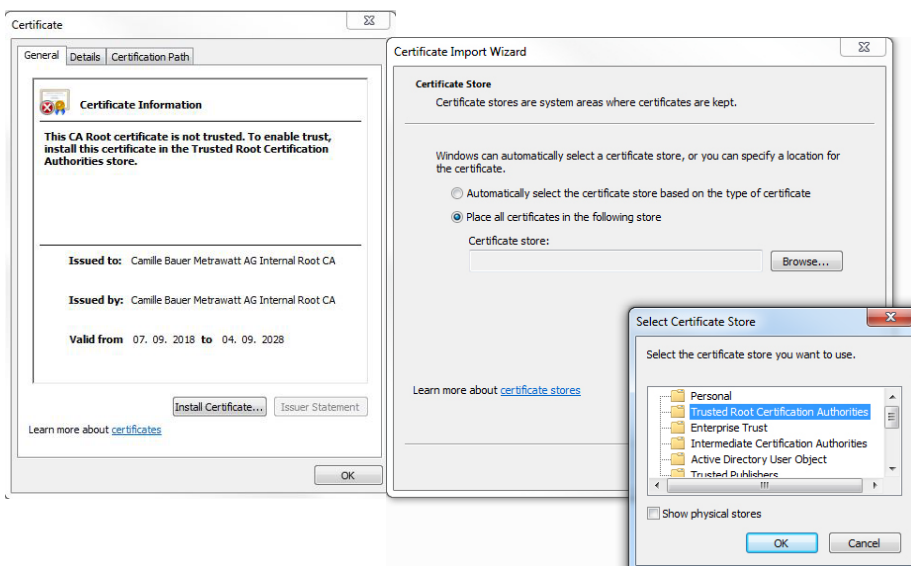 Certificate
General
Details
Certification Path
Certificate Information
This CA Root certificate is not trusted. To enable trust,
install this certificate in the Trusted Root Certification
Authorities store.
Issued to: Camille Bauer Metrawatt AG Internal Root CA
Issued by: Camille Bauer Metrawatt AG Internal Root CA
Valid from 07. 09. 2018 to 04. 09. 2028
Install Certificate...
Issuer Statement
Learn more about certificates
OK
Certificate Import Wizard
Certificate Store
Certificate stores are system areas where certificates are kept.
Windows can automatically select a certificate store, or you can specify a location for
the certificate.
Automatically select the certificate store based on the type of certificate
Place all certificates in the following store
Certificate store:
Browse...
Learn more about certificate stores
Select Certificate Store
Select the certificate store you want to use.
Personal
Trusted Root Certification Authorities
Enterprise Trust
Intermediate Certification Authorities
Active Directory User Object
Trusted Publishers
Show physical stores
OK
Cancel